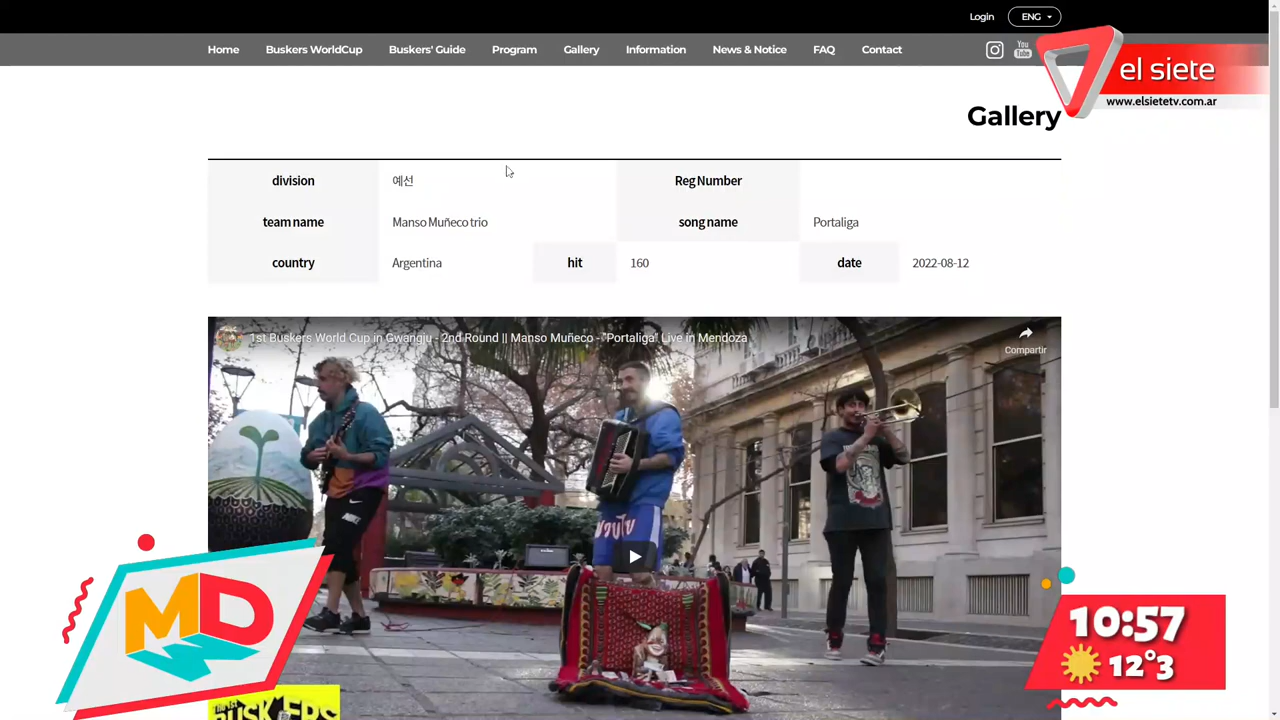 Login
ENG
Home Buskers WorldCup Buskers' Guide Program Gallery Information News & Notice FAQ Contact
You Tube
el siete
www.elsietetv.com.ar
Gallery
division 예선 Reg Number
team name Manso Muñeco trio song name Portaliga
country Argentina hit 160 date 2022-08-12
1st Buskers World Cup in Gwangju - 2nd Round || Manso Muñeco - "Portaliga" Live in Mendoza
Compartir
MD
10:57
12°3
BUSKERS